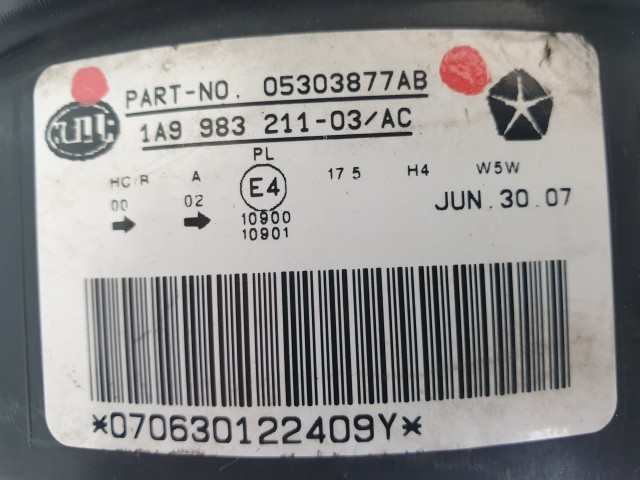 PART-NO. 05303877AB
1A9 983 211-03/AC
PL
HC/R A E4 17 5 H4 W5W
00 02 JUN. 30. 07
10900
10901
*070630122409Y*